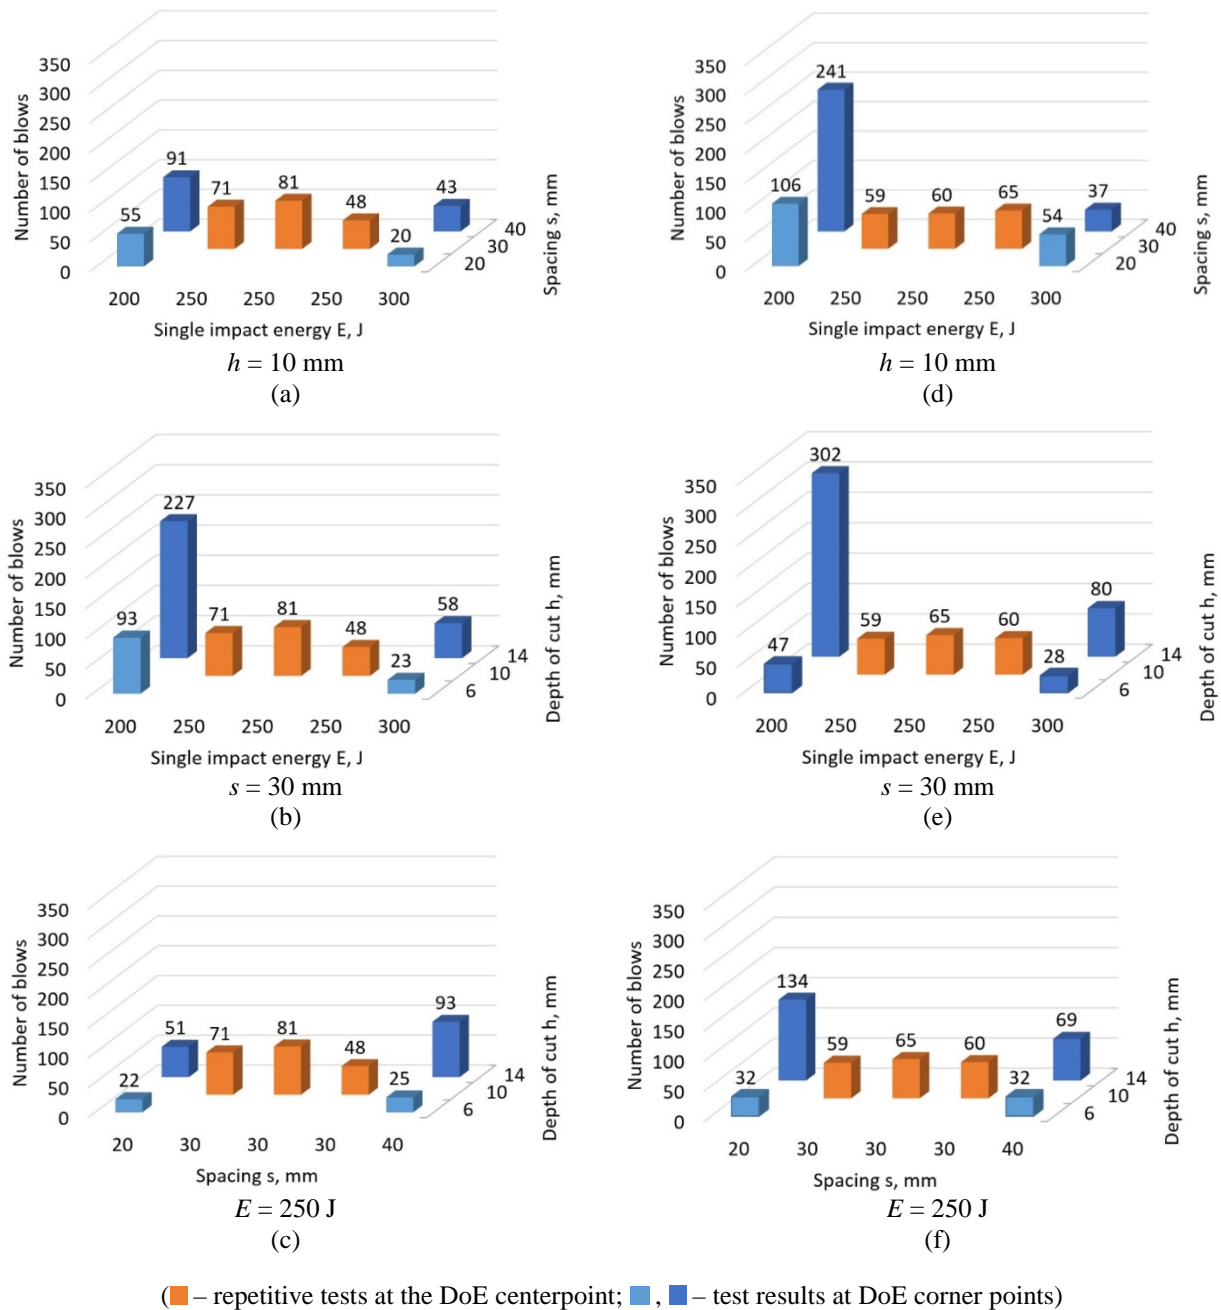 350
300
250
200
150
100
50
0
Number of blows
55
91
71
81
48
20
43
20
30
40
Spacing s, mm
200 250 250 250 300
Single impact energy E, J
h = 10 mm
(a)
350
300
250
200
150
100
50
0
Number of blows
106
241
59
60
65
54
37
20
30
40
Spacing s, mm
200 250 250 250 300
Single impact energy E, J
h = 10 mm
(d)
350
300
250
200
150
100
50
0
Number of blows
93
227
71
81
48
23
58
6
10
14
Depth of cut h, mm
200 250 250 250 300
Single impact energy E, J
s = 30 mm
(b)
350
300
250
200
150
100
50
0
Number of blows
47
302
59
65
60
28
80
6
10
14
Depth of cut h, mm
200 250 250 250 300
Single impact energy E, J
s = 30 mm
(e)
350
300
250
200
150
100
50
0
Number of blows
22
51
71
81
48
25
93
6
10
14
Depth of cut h, mm
20 30 30 30 40
Spacing s, mm
E = 250 J
(c)
350
300
250
200
150
100
50
0
Number of blows
32
134
59
65
60
32
69
6
10
14
Depth of cut h, mm
20 30 30 30 40
Spacing s, mm
E = 250 J
(f)
( – repetitive tests at the DoE centerpoint; , – test results at DoE corner points)